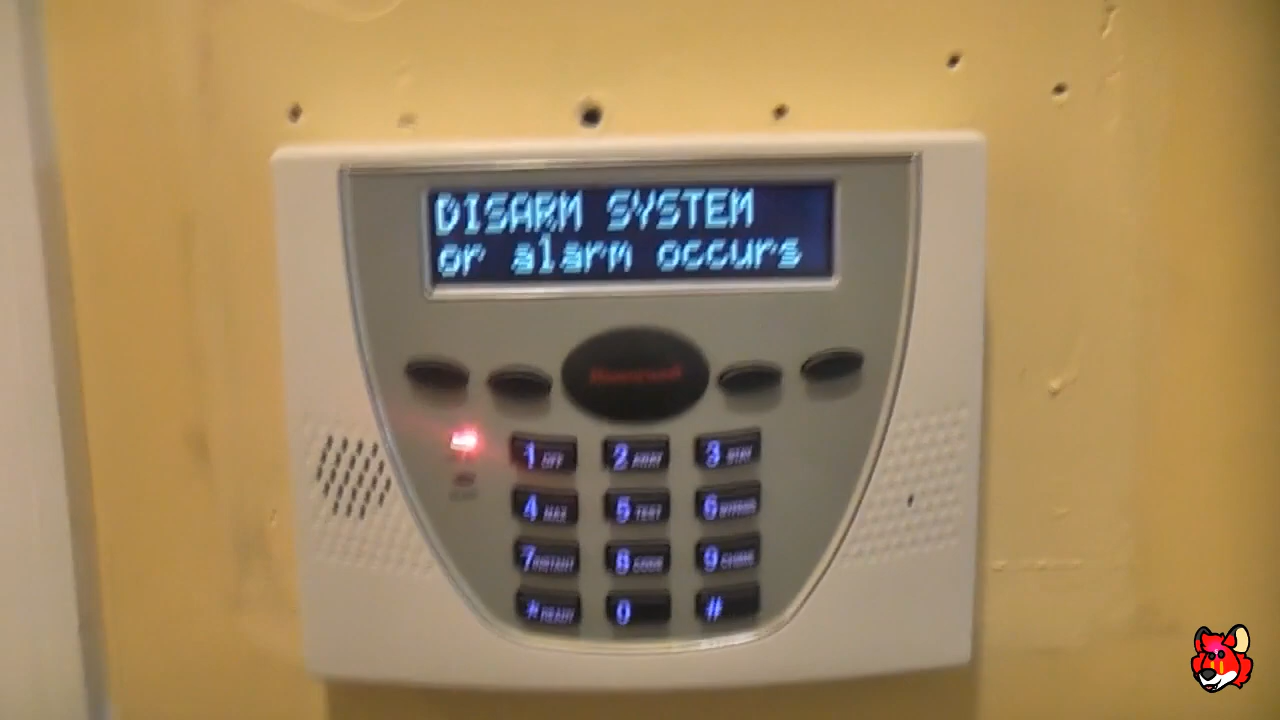 DISARM SYSTEM
or alarm occurs
Honeywell
1 OFF 2 AWAY 3 STAY
4 MAX 5 TEST 6 BYPASS
7 INSTANT 8 CODE 9 CHIME
* READY 0 #